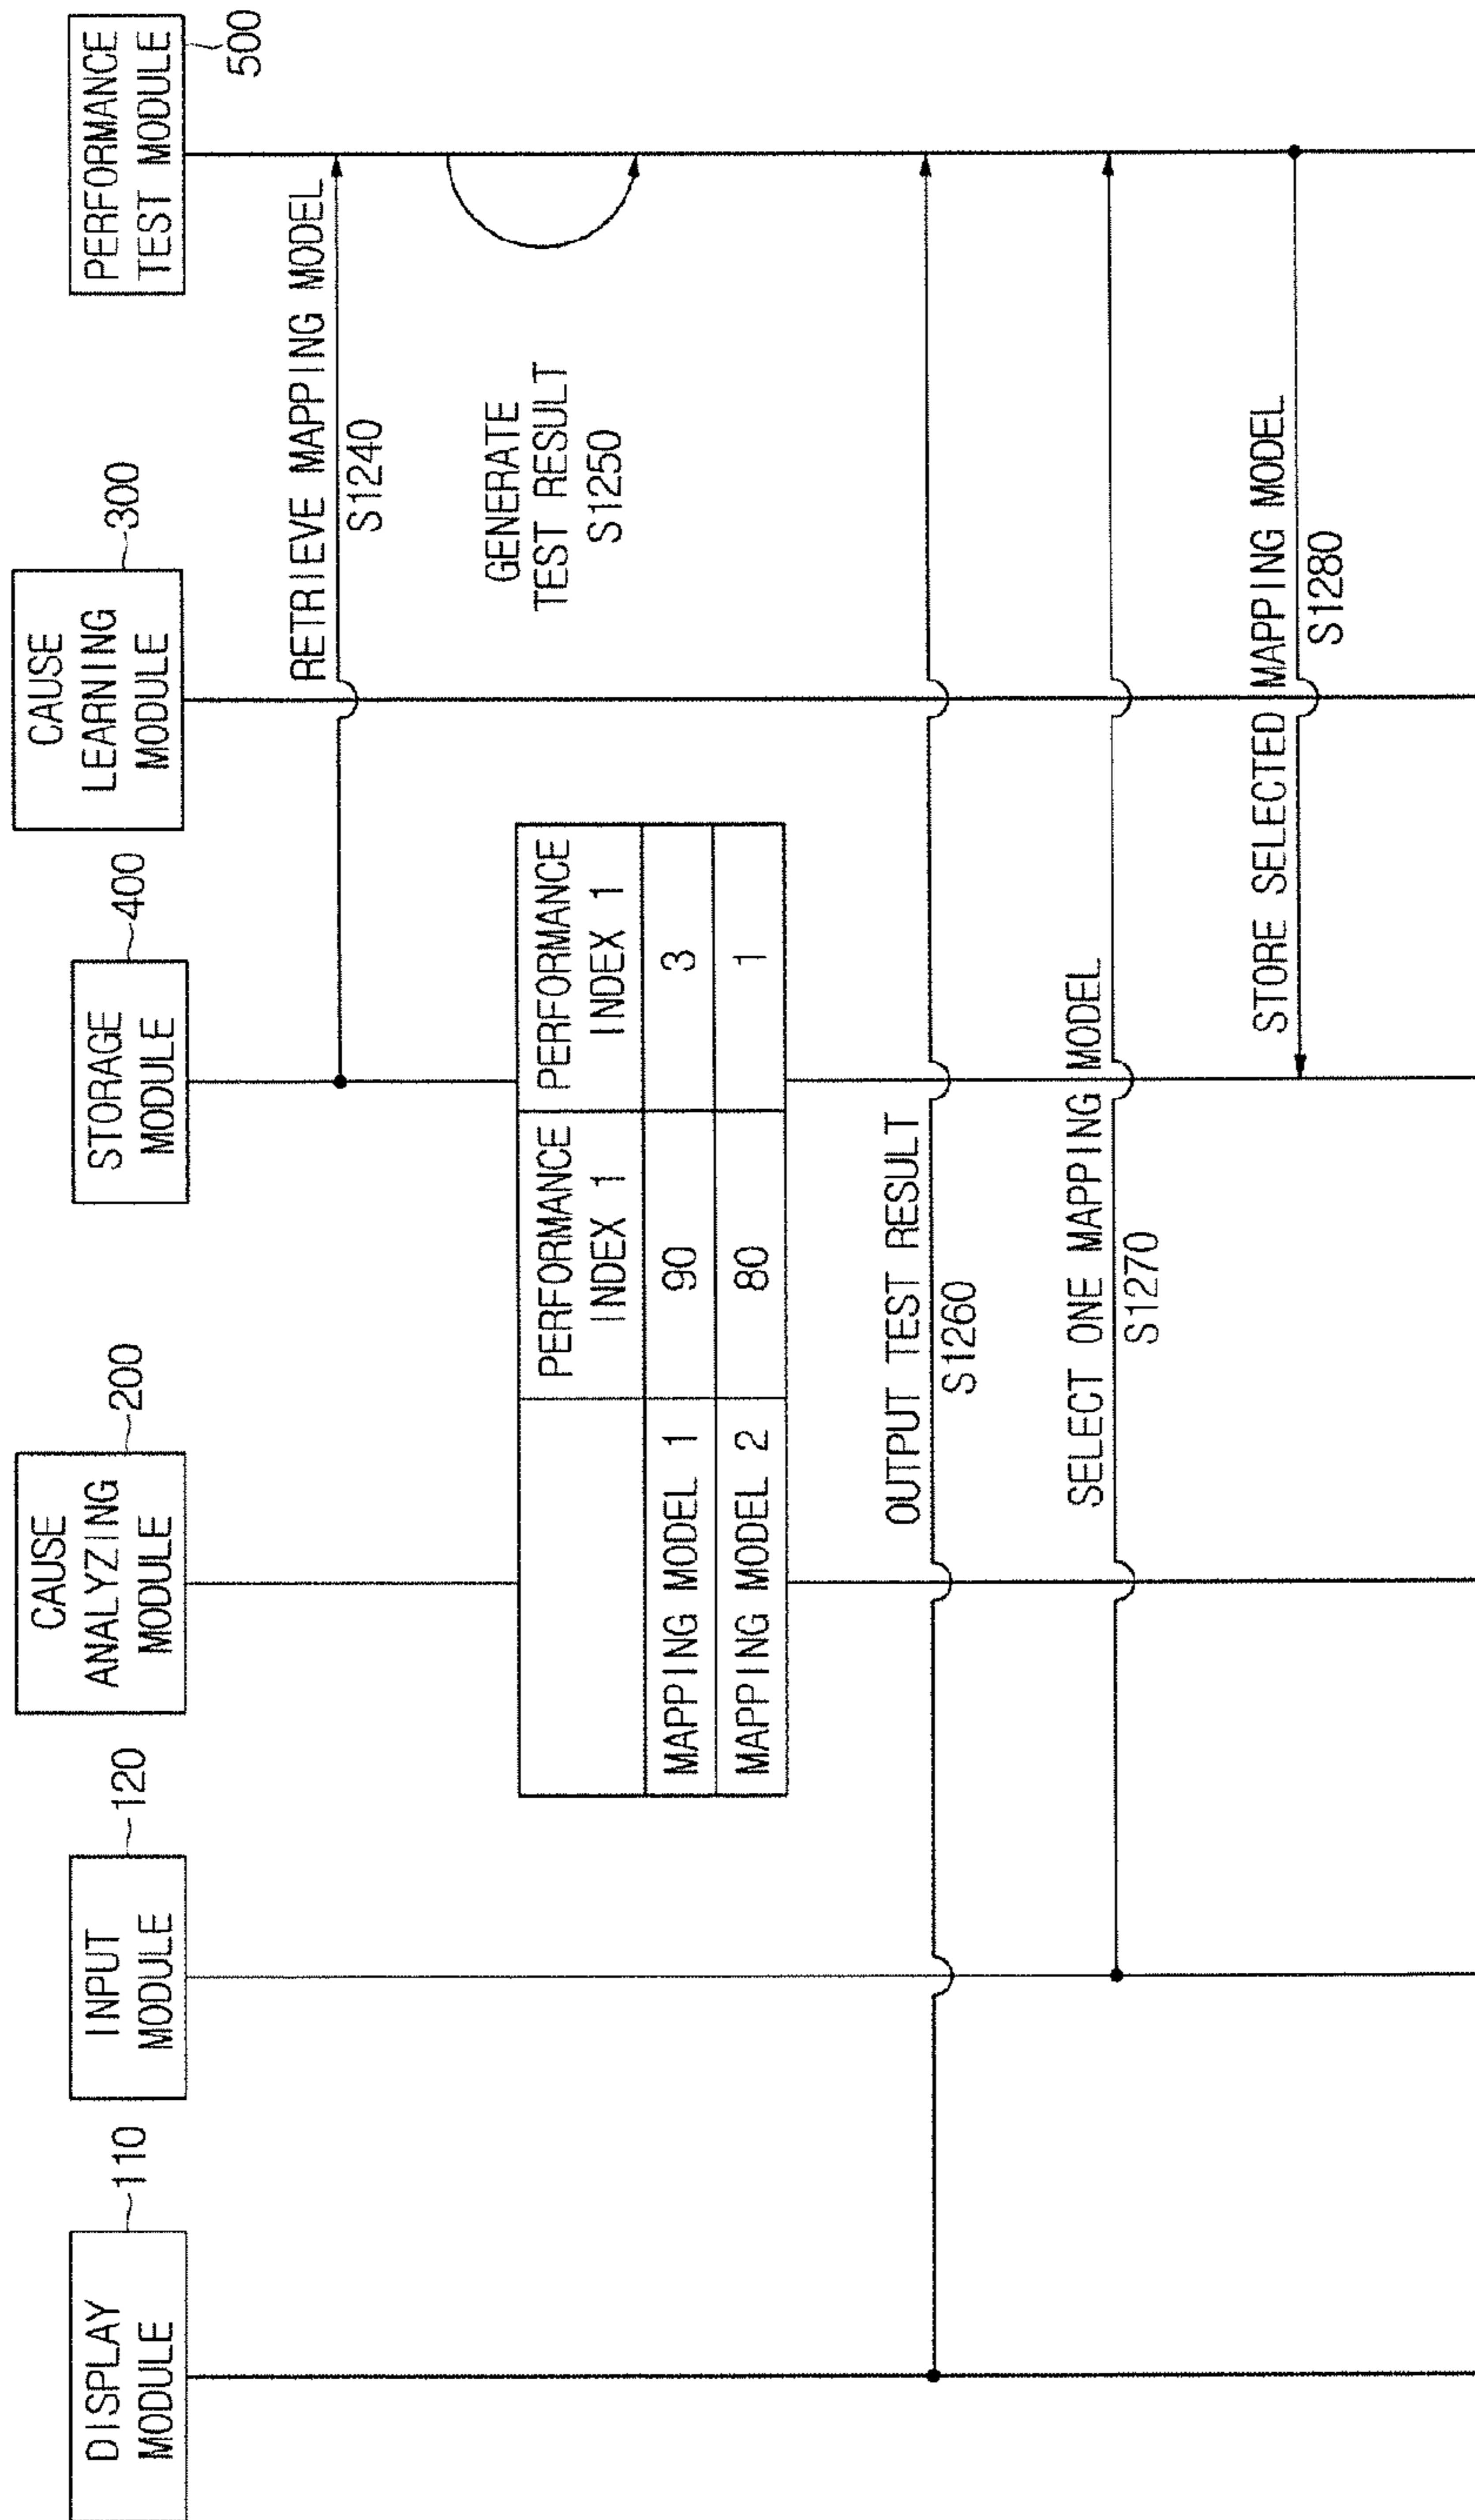 DISPLAY
MODULE
110
INPUT
MODULE
120
CAUSE
ANALYZING
MODULE
200
STORAGE
MODULE
400
CAUSE
LEARNING
MODULE
300
PERFORMANCE
TEST MODULE
500
RETRIEVE MAPPING MODEL
S1240
GENERATE
TEST RESULT
S1250
PERFORMANCE
INDEX 1
PERFORMANCE
INDEX 1
MAPPING MODEL 1
90
3
MAPPING MODEL 2
80
1
OUTPUT TEST RESULT
S1260
SELECT ONE MAPPING MODEL
S1270
STORE SELECTED MAPPING MODEL
S1280